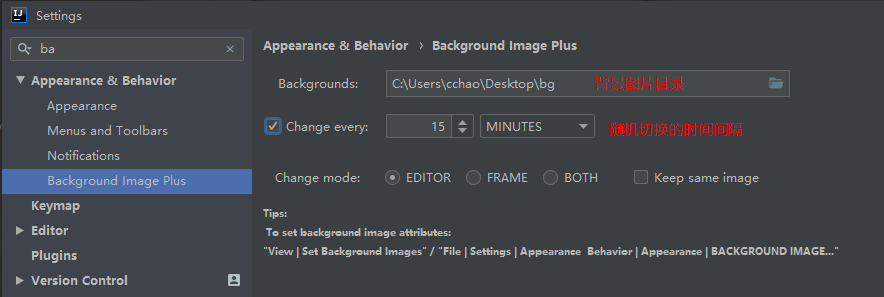 Settings
ba
Appearance & Behavior
Appearance
Menus and Toolbars
Notifications
Background Image Plus
Keymap
Editor
Plugins
Version Control
Appearance & Behavior › Background Image Plus
Backgrounds: C:\Users\cchao\Desktop\bg 背景图片目录
Change every: 15 MINUTES 随机切换的时间间隔
Change mode: EDITOR FRAME BOTH Keep same image
Tips:
To set background image attributes:
"View | Set Background Images" / "File | Settings | Appearance Behavior | Appearance | BACKGROUND IMAGE..."